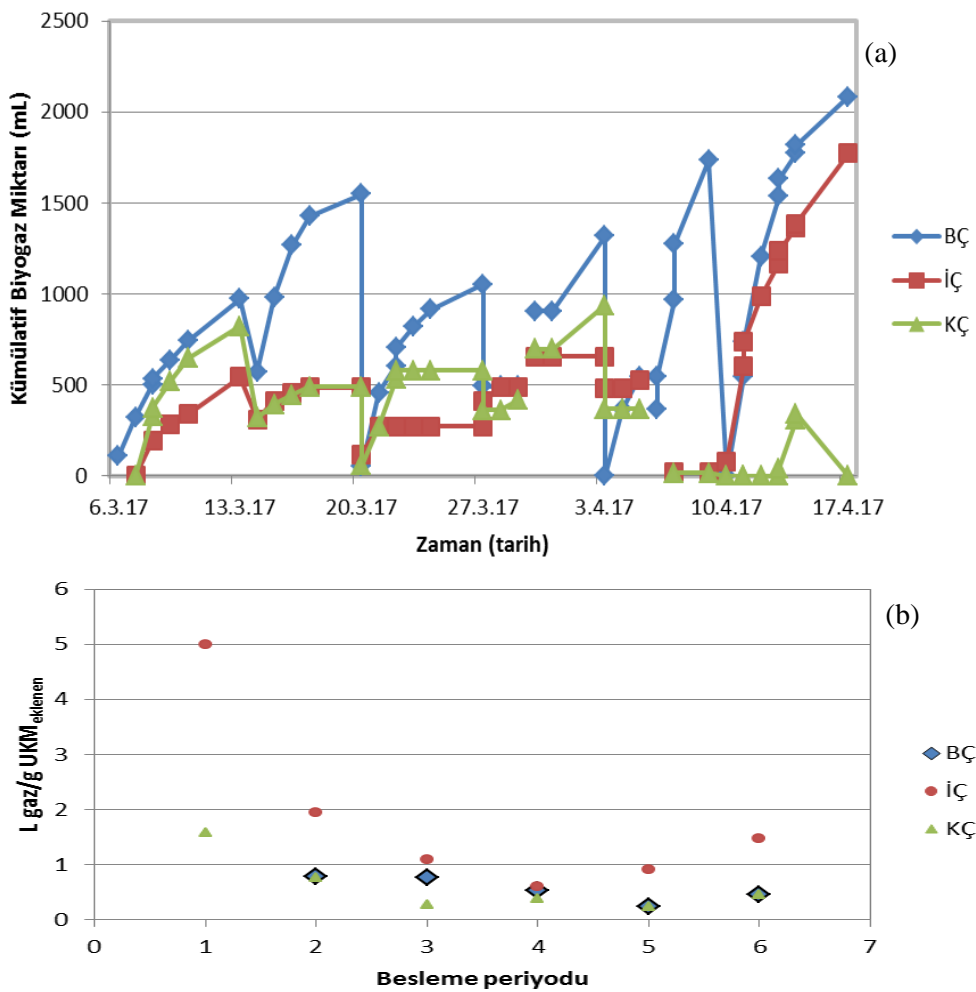 (a)
Kümülatif Biyogaz Miktarı (mL)
2500
2000
1500
1000
500
0
6.3.17 13.3.17 20.3.17 27.3.17 3.4.17 10.4.17 17.4.17
Zaman (tarih)
BÇ
İÇ
KÇ
(b)
L gaz/g UKMeklenen
6
5
4
3
2
1
0
0 1 2 3 4 5 6 7
Besleme periyodu
BÇ
İÇ
KÇ